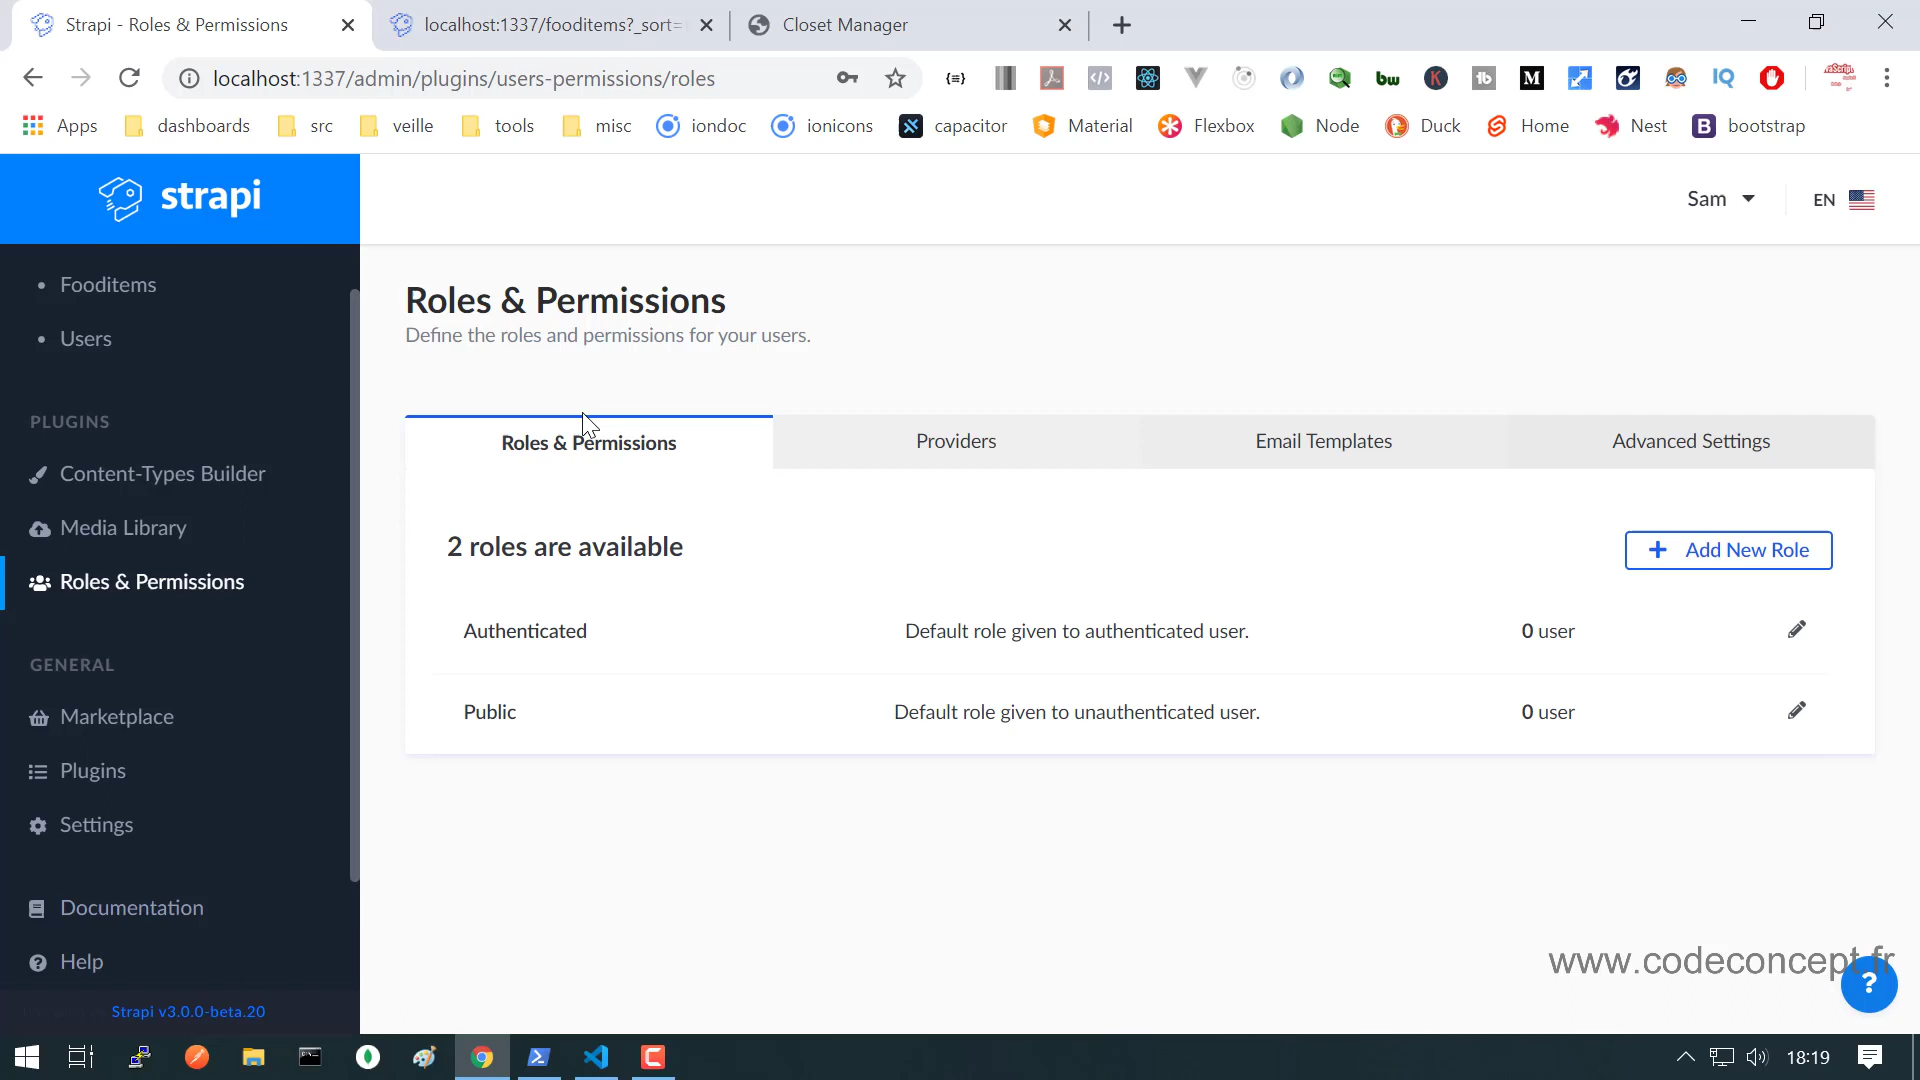 Strapi - Roles & Permissions
localhost:1337/fooditems?_sort=
Closet Manager
localhost:1337/admin/plugins/users-permissions/roles
Apps
dashboards
src
veille
tools
misc
iondoc
ionicons
capacitor
Material
Flexbox
Node
Duck
Home
Nest
bootstrap
strapi
Sam
EN
Fooditems
Users
PLUGINS
Content-Types Builder
Media Library
Roles & Permissions
GENERAL
Marketplace
Plugins
Settings
Documentation
Help
Strapi v3.0.0-beta.20
Roles & Permissions
Define the roles and permissions for your users.
Roles & Permissions
Providers
Email Templates
Advanced Settings
2 roles are available
+ Add New Role
Authenticated
Default role given to authenticated user.
0 user
Public
Default role given to unauthenticated user.
0 user
www.codeconcept.fr
?
18:19